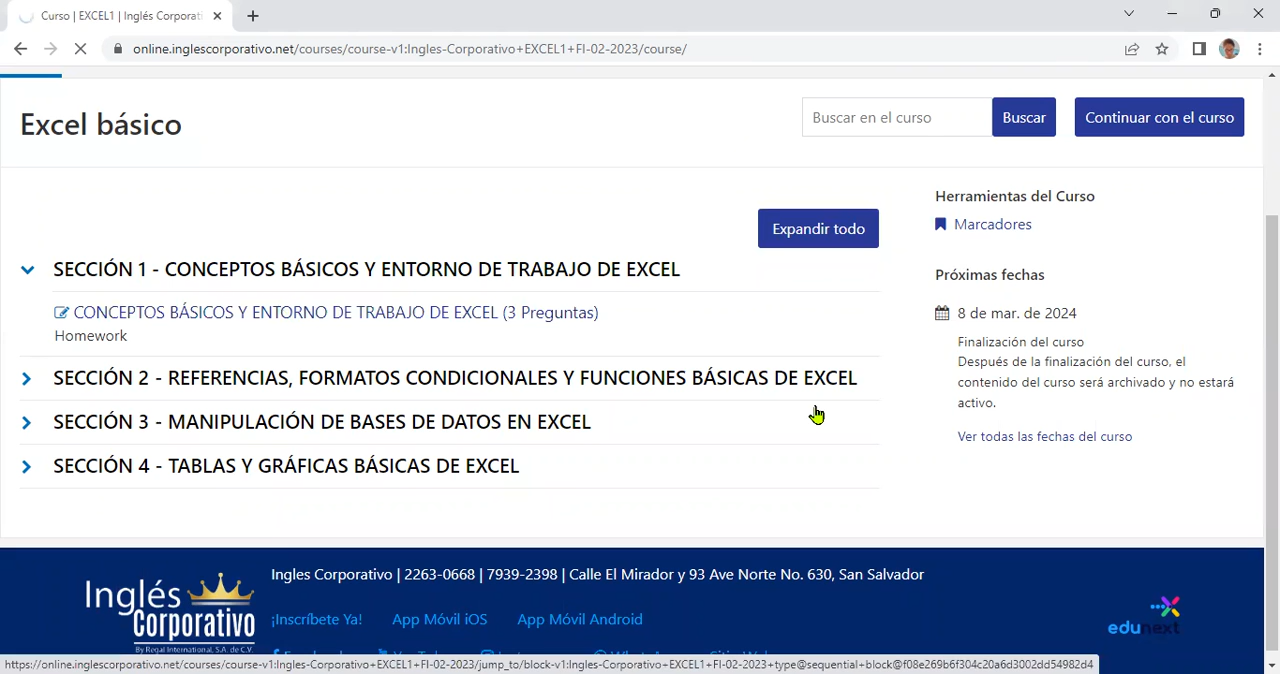 Curso | EXCEL1 | Inglés Corporati
online.inglescorporativo.net/courses/course-v1:Ingles-Corporativo+EXCEL1+FI-02-2023/course/
Excel básico
Buscar en el curso
Buscar
Continuar con el curso
Herramientas del Curso
Marcadores
Expandir todo
SECCIÓN 1 - CONCEPTOS BÁSICOS Y ENTORNO DE TRABAJO DE EXCEL
CONCEPTOS BÁSICOS Y ENTORNO DE TRABAJO DE EXCEL (3 Preguntas)
Homework
SECCIÓN 2 - REFERENCIAS, FORMATOS CONDICIONALES Y FUNCIONES BÁSICAS DE EXCEL
SECCIÓN 3 - MANIPULACIÓN DE BASES DE DATOS EN EXCEL
SECCIÓN 4 - TABLAS Y GRÁFICAS BÁSICAS DE EXCEL
Próximas fechas
8 de mar. de 2024
Finalización del curso
Después de la finalización del curso, el
contenido del curso será archivado y no estará
activo.
Ver todas las fechas del curso
Inglés
Corporativo
By Regal International, S.A. de C.V.
Ingles Corporativo | 2263-0668 | 7939-2398 | Calle El Mirador y 93 Ave Norte No. 630, San Salvador
¡Inscríbete Ya!
App Móvil iOS
App Móvil Android
edunext
https://online.inglescorporativo.net/courses/course-v1:Ingles-Corporativo+EXCEL1+FI-02-2023/jump_to/block-v1:Ingles-Corporativo+EXCEL1+FI-02-2023+type@sequential+block@f08e269b6f304c20a6d3002dd54982d4